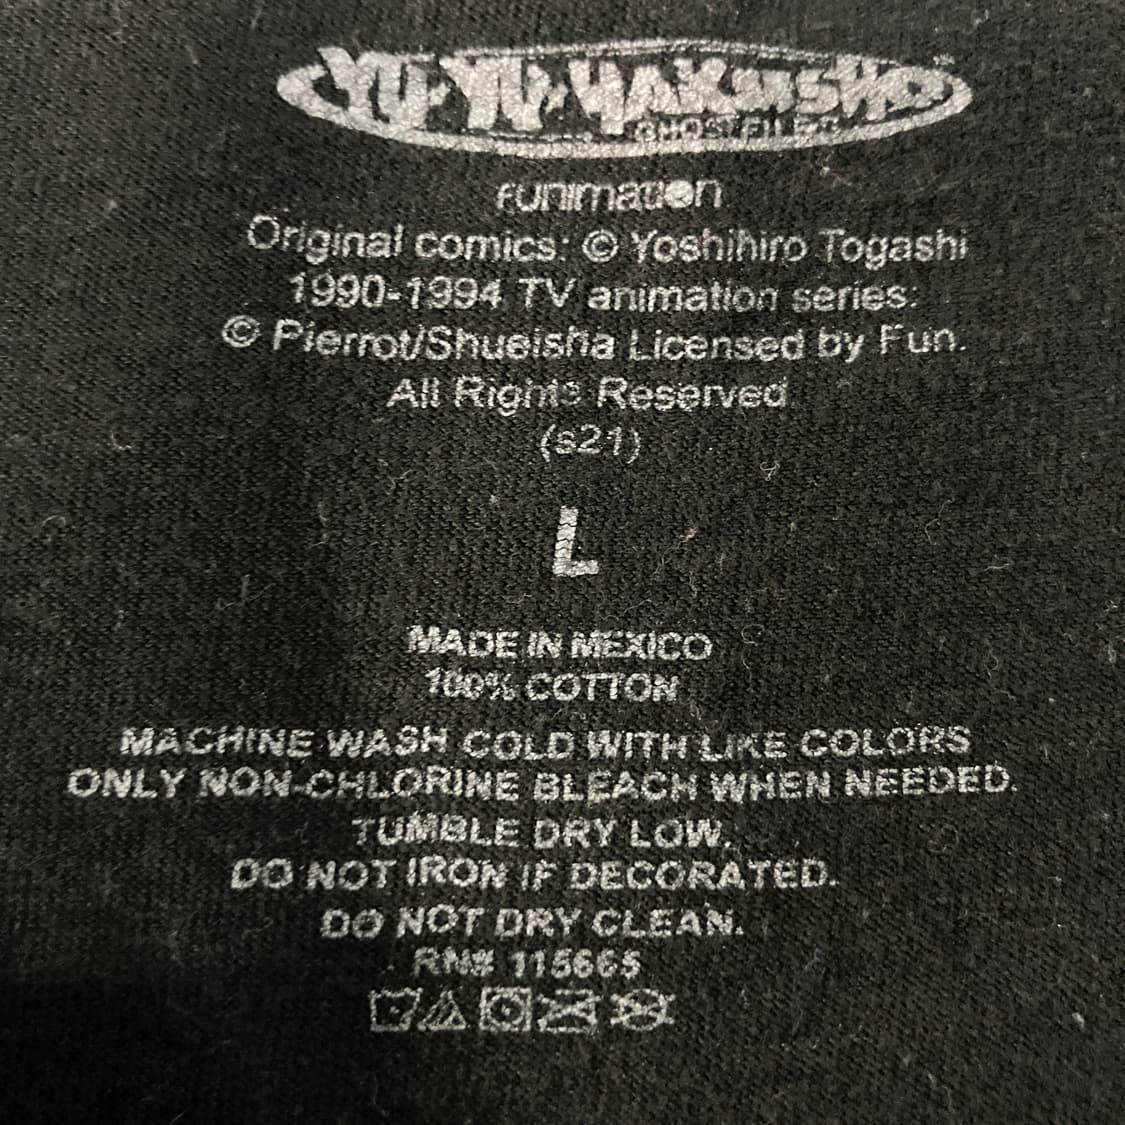 YU YU HAKUSHO
GHOST FILES
FUNIMATION
Original comics: © Yoshihiro Togashi
1990-1994 TV animation series:
© Pierrot/Shueisha Licensed by Fun.
All Rights Reserved
(s21)
L
MADE IN MEXICO
100% COTTON
MACHINE WASH COLD WITH LIKE COLORS
ONLY NON-CHLORINE BLEACH WHEN NEEDED.
TUMBLE DRY LOW.
DO NOT IRON IF DECORATED.
DO NOT DRY CLEAN.
RN# 115665